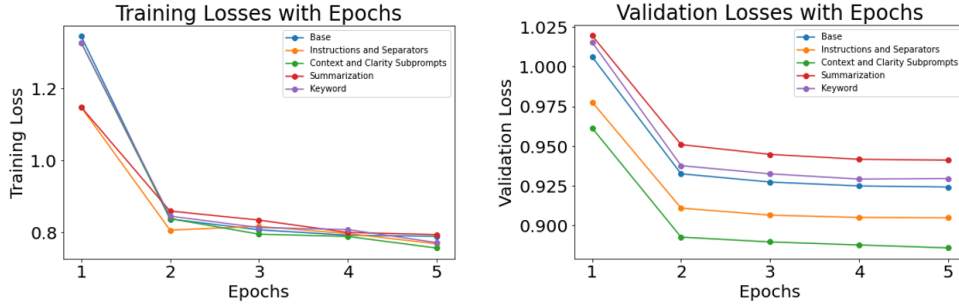 Training Losses with Epochs
Base
Instructions and Separators
Context and Clarity Subprompts
Summarization
Keyword
Training Loss
1.2
1.0
0.8
1 2 3 4 5
Epochs
Validation Losses with Epochs
Base
Instructions and Separators
Context and Clarity Subprompts
Summarization
Keyword
Validation Loss
1.025
1.000
0.975
0.950
0.925
0.900
1 2 3 4 5
Epochs